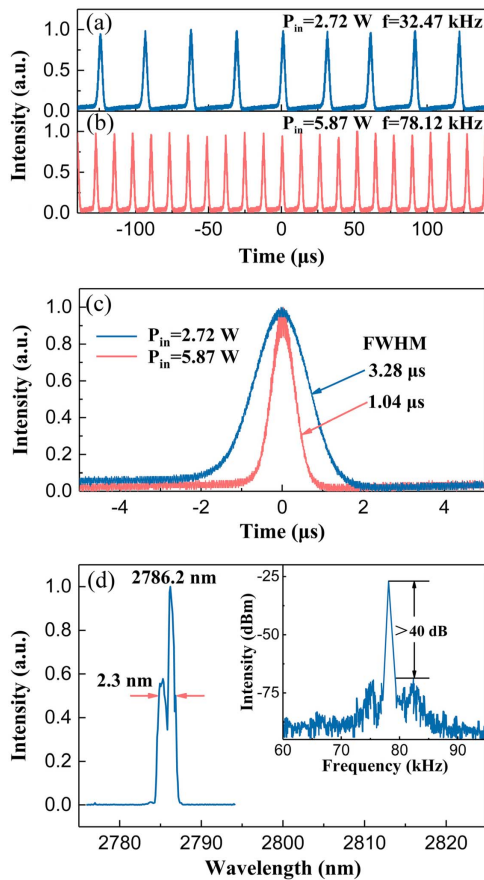 (a) P_in=2.72 W f=32.47 kHz
1.0
0.5
0.0
(b) P_in=5.87 W f=78.12 kHz
1.0
0.5
0.0
Intensity (a.u.)
-100 -50 0 50 100
Time (μs)
(c)
P_in=2.72 W
P_in=5.87 W
FWHM
3.28 μs
1.04 μs
1.0
0.8
0.6
0.4
0.2
0.0
Intensity (a.u.)
-4 -2 0 2 4
Time (μs)
(d) 2786.2 nm
2.3 nm
1.0
0.8
0.6
0.4
0.2
0.0
Intensity (a.u.)
-25
-50
-75
Intensity (dBm)
>40 dB
60 70 80 90
Frequency (kHz)
2780 2790 2800 2810 2820
Wavelength (nm)